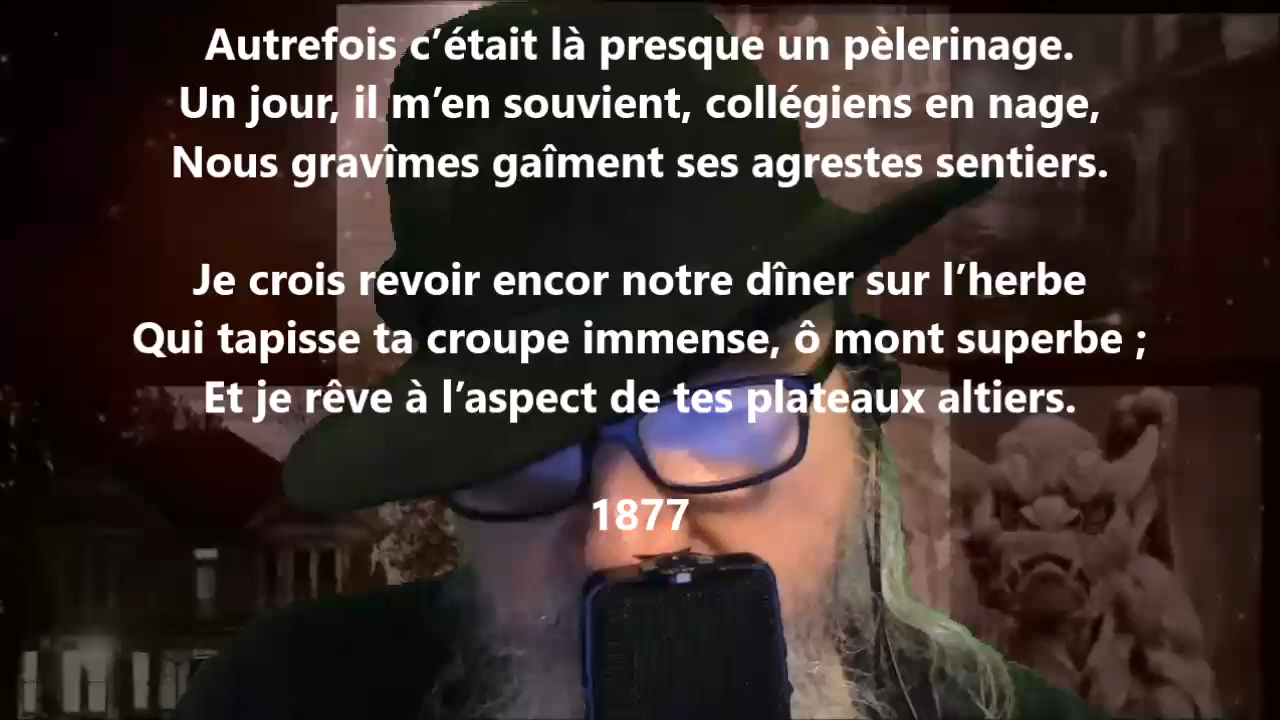 Autrefois c’était là presque un pèlerinage.
Un jour, il m’en souvient, collégiens en nage,
Nous gravîmes gaîment ses agrestes sentiers.
Je crois revoir encor notre dîner sur l’herbe
Qui tapisse ta croupe immense, ô mont superbe ;
Et je rêve à l’aspect de tes plateaux altiers.
1877